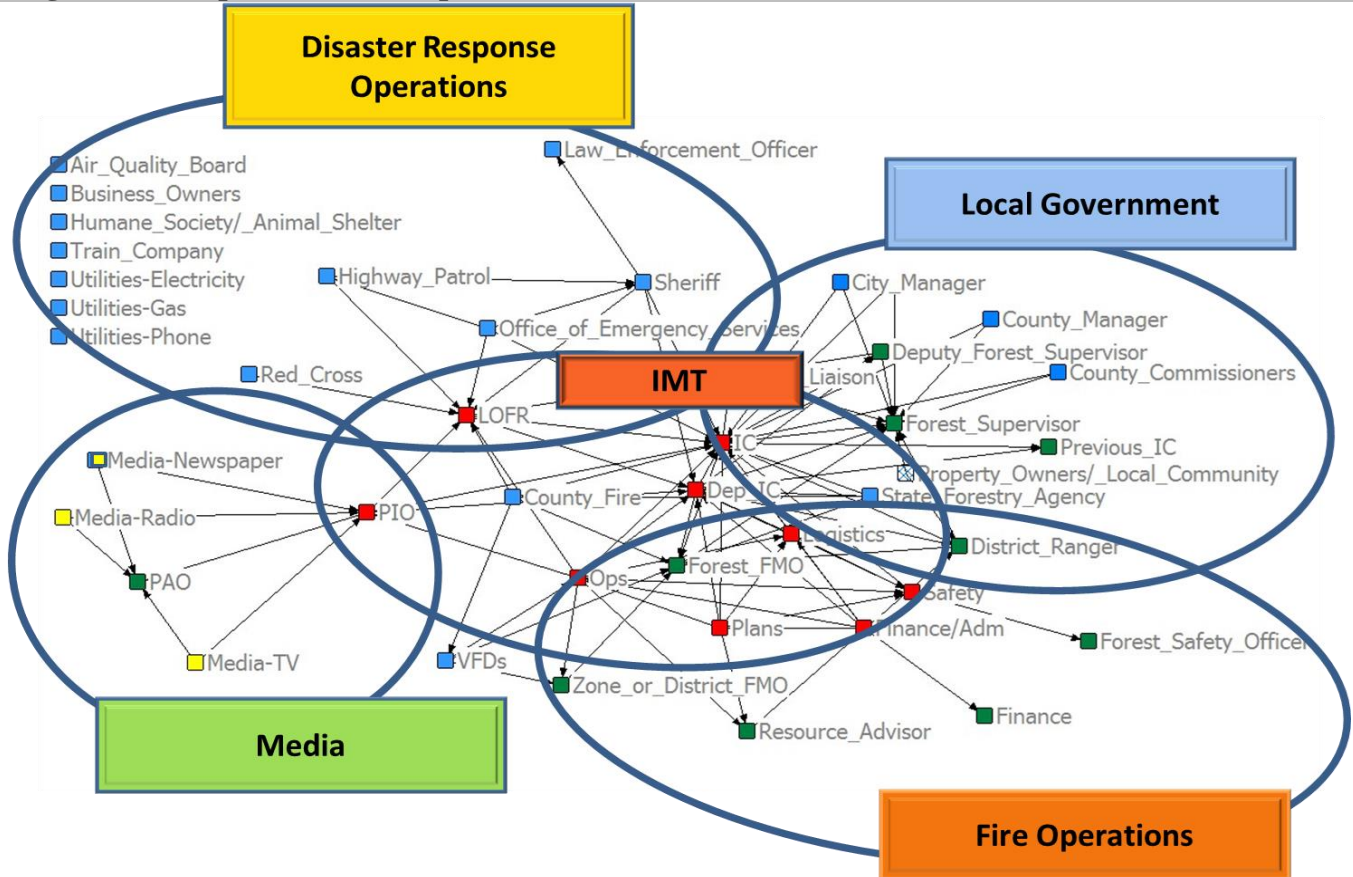 Disaster Response
Operations
Law_Enforcement_Officer
Air_Quality_Board
Business_Owners
Humane_Society/_Animal_Shelter
Train_Company
Utilities-Electricity
Utilities-Gas
Utilities-Phone
Local Government
Highway_Patrol
Sheriff
City_Manager
Office_of_Emergency_Services
County_Manager
Deputy_Forest_Supervisor
Red_Cross
IMT
Liaison
County_Commissioners
LOFR
Forest_Supervisor
IC
Previous_IC
Media-Newspaper
Property_Owners/_Local_Community
Dep_IC
County_Fire
State_Forestry_Agency
Media-Radio
PIO
Logistics
District_Ranger
PAO
Ops
Forest_FMO
Safety
Plans
Finance/Adm
Forest_Safety_Officer
Media-TV
VFDs
Zone_or_District_FMO
Finance
Resource_Advisor
Media
Fire Operations